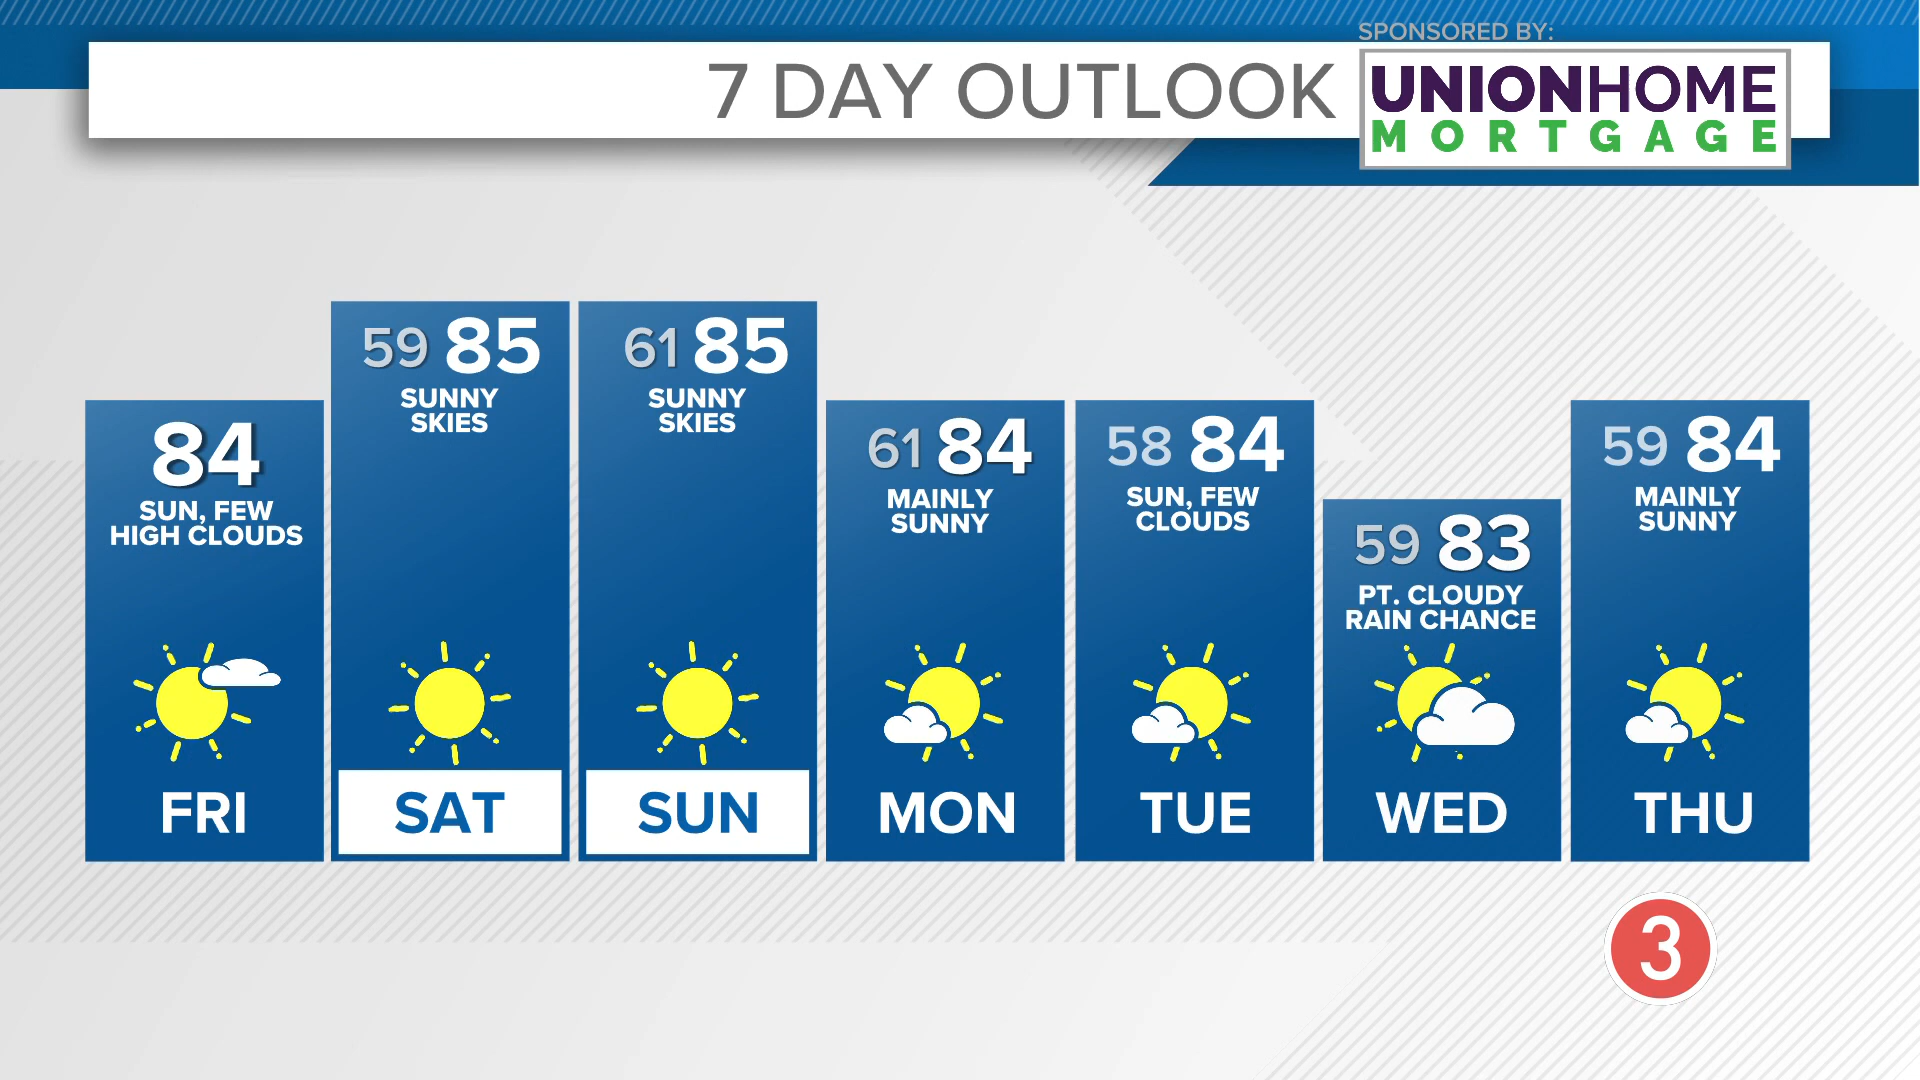 SPONSORED BY:
7 DAY OUTLOOK
UNIONHOME
MORTGAGE
84
SUN, FEW
HIGH CLOUDS
FRI
59 85
SUNNY
SKIES
SAT
61 85
SUNNY
SKIES
SUN
61 84
MAINLY
SUNNY
MON
58 84
SUN, FEW
CLOUDS
TUE
59 83
PT. CLOUDY
RAIN CHANCE
WED
59 84
MAINLY
SUNNY
THU
3